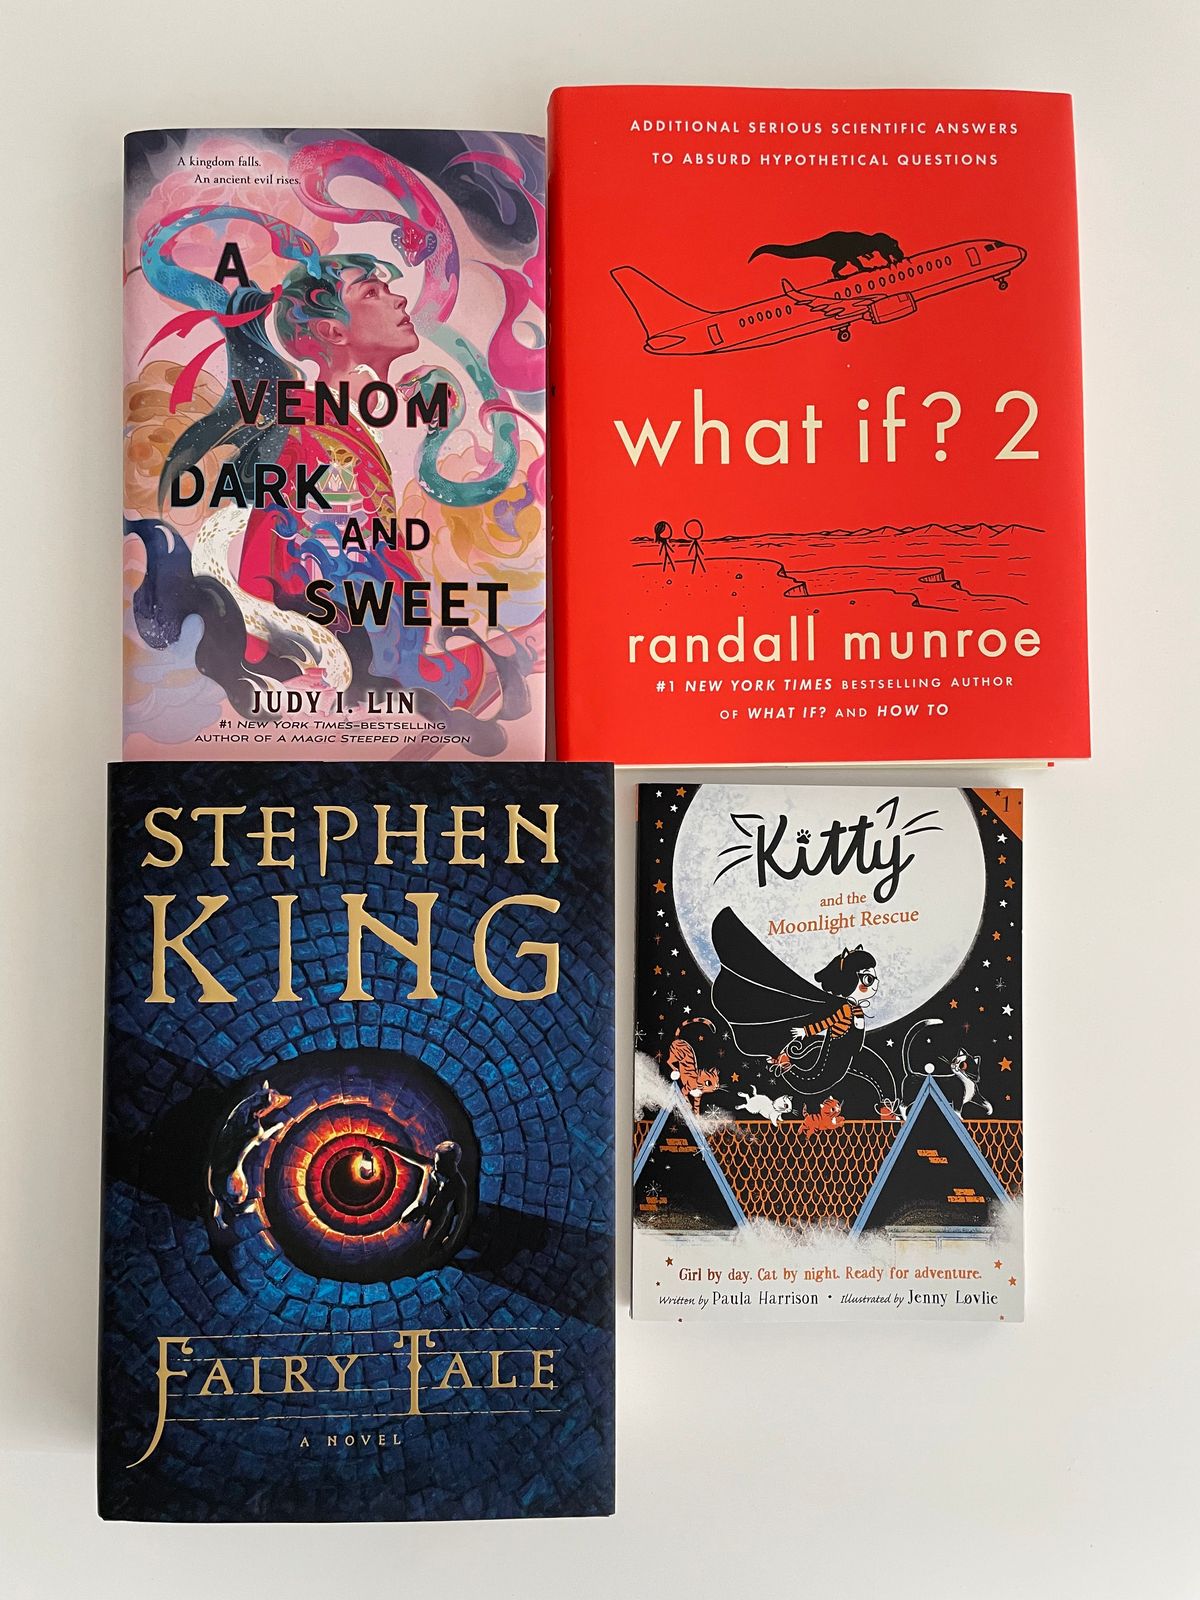 A kingdom falls.
An ancient evil rises.
A
VENOM
DARK
AND
SWEET
JUDY I. LIN
#1 NEW YORK TIMES–BESTSELLING
AUTHOR OF A MAGIC STEEPED IN POISON
ADDITIONAL SERIOUS SCIENTIFIC ANSWERS
TO ABSURD HYPOTHETICAL QUESTIONS
what if? 2
randall munroe
#1 NEW YORK TIMES BESTSELLING AUTHOR
OF WHAT IF? AND HOW TO
STEPHEN
KING
FAIRY TALE
A NOVEL
1
Kitty
and the
Moonlight Rescue
Girl by day. Cat by night. Ready for adventure.
Written by Paula Harrison • Illustrated by Jenny Løvlie